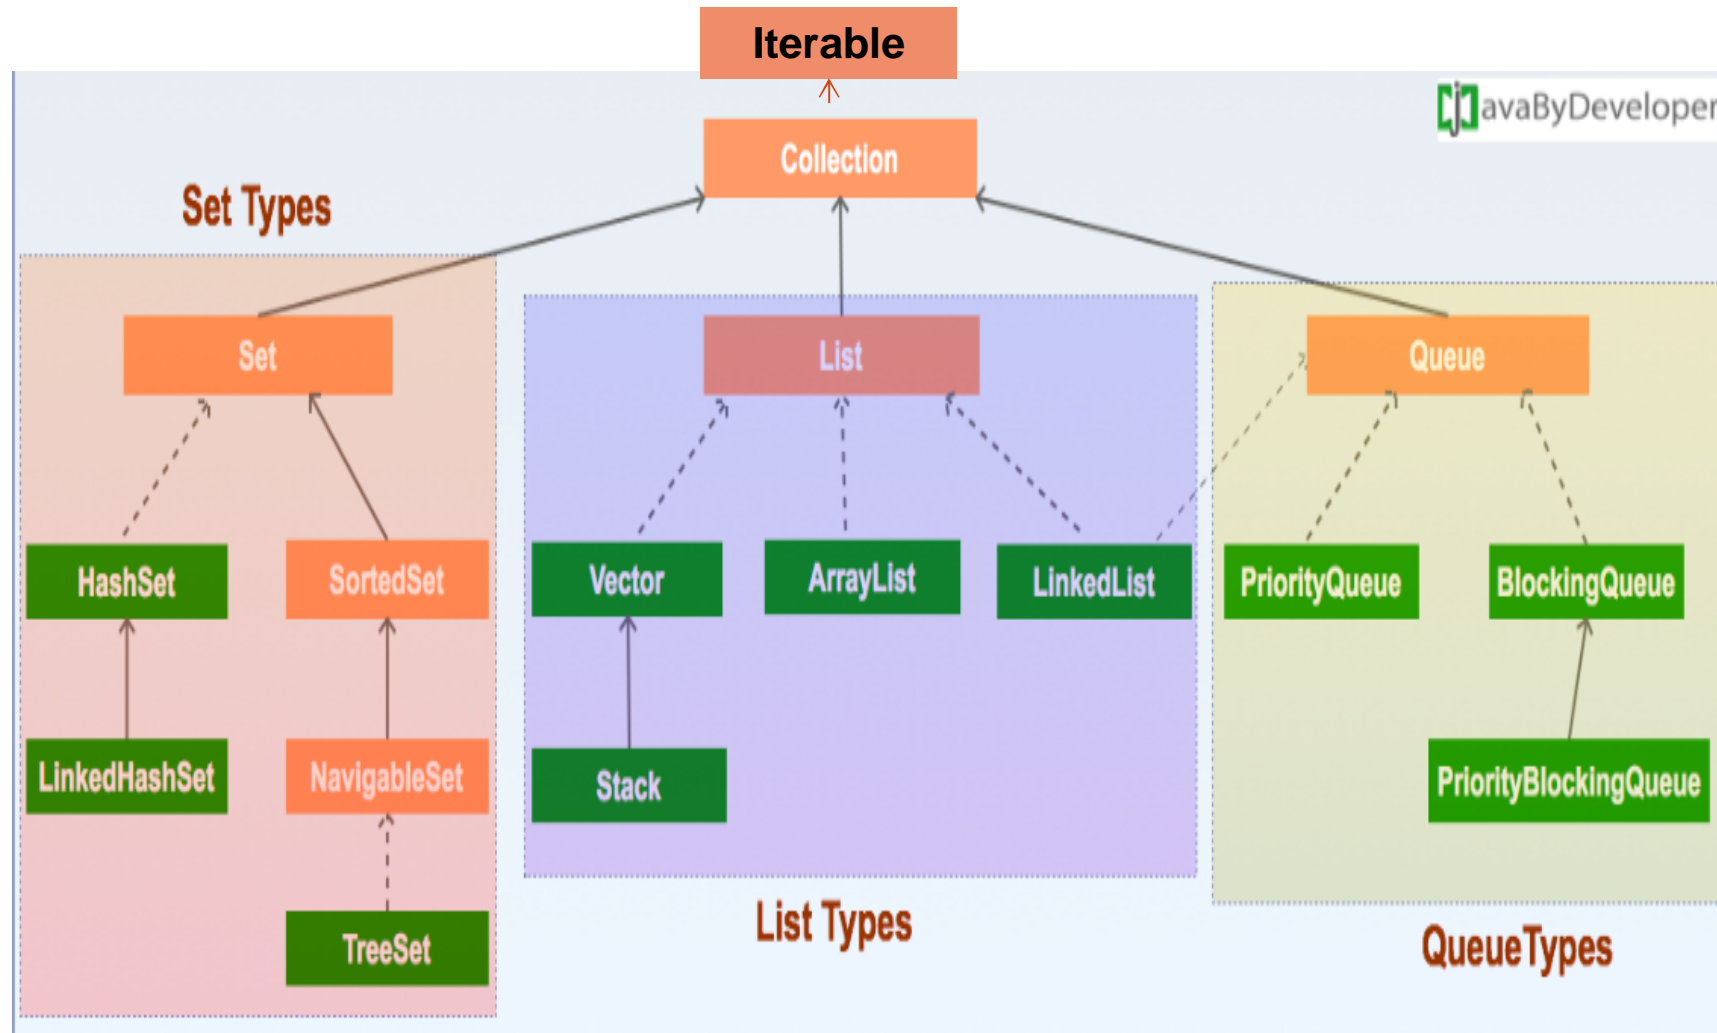 Iterable
JavaByDeveloper
Collection
Set Types
Set
List
Queue
HashSet
SortedSet
Vector
ArrayList
LinkedList
PriorityQueue
BlockingQueue
LinkedHashSet
NavigableSet
Stack
PriorityBlockingQueue
TreeSet
List Types
QueueTypes